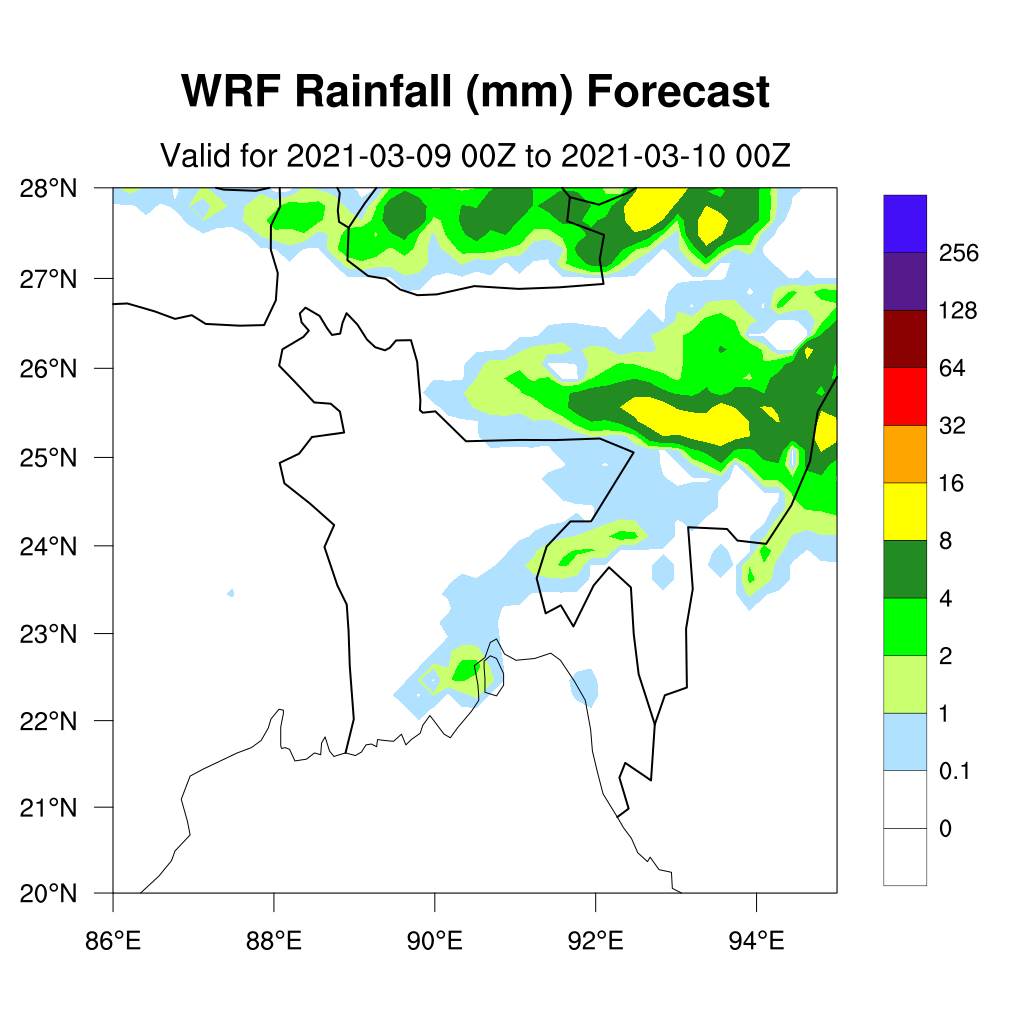 WRF Rainfall (mm) Forecast
Valid for 2021-03-09 00Z to 2021-03-10 00Z
28°N
27°N
26°N
25°N
24°N
23°N
22°N
21°N
20°N
86°E
88°E
90°E
92°E
94°E
256
128
64
32
16
8
4
2
1
0.1
0